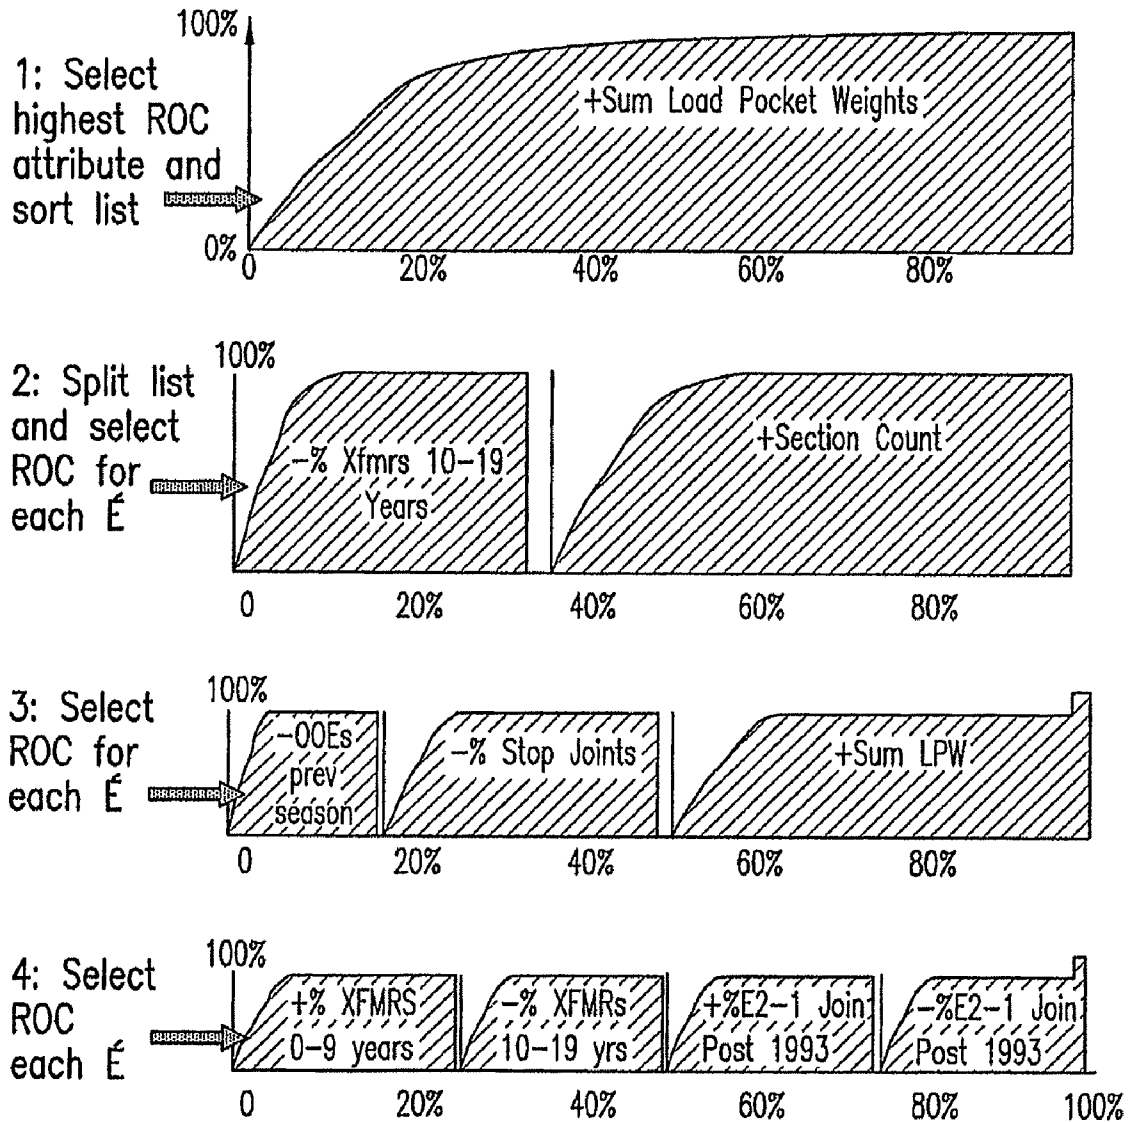 100%
1: Select
highest ROC
attribute and
sort list
+Sum Load Pocket Weights
0%
0 20% 40% 60% 80%
100%
2: Split list
and select
ROC for
each É
-% Xfmrs 10-19
Years
+Section Count
0 20% 40% 60% 80%
100%
3: Select
ROC for
each É
-OOEs
prev
season
-% Stop Joints
+Sum LPW
0 20% 40% 60% 80%
100%
4: Select
ROC
each É
+% XFMRS
0-9 years
-% XFMRs
10-19 yrs
+%E2-1 Join
Post 1993
-%E2-1 Join
Post 1993
0 20% 40% 60% 80% 100%